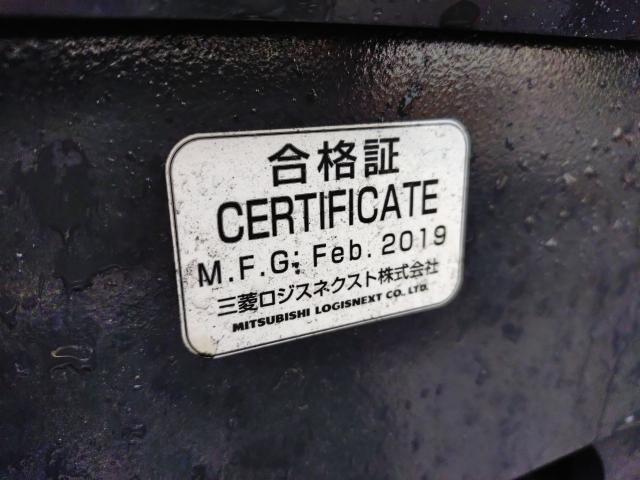 合格証
CERTIFICATE
M.F.G: Feb. 2019
三菱ロジスネクスト株式会社
MITSUBISHI LOGISNEXT CO., LTD.